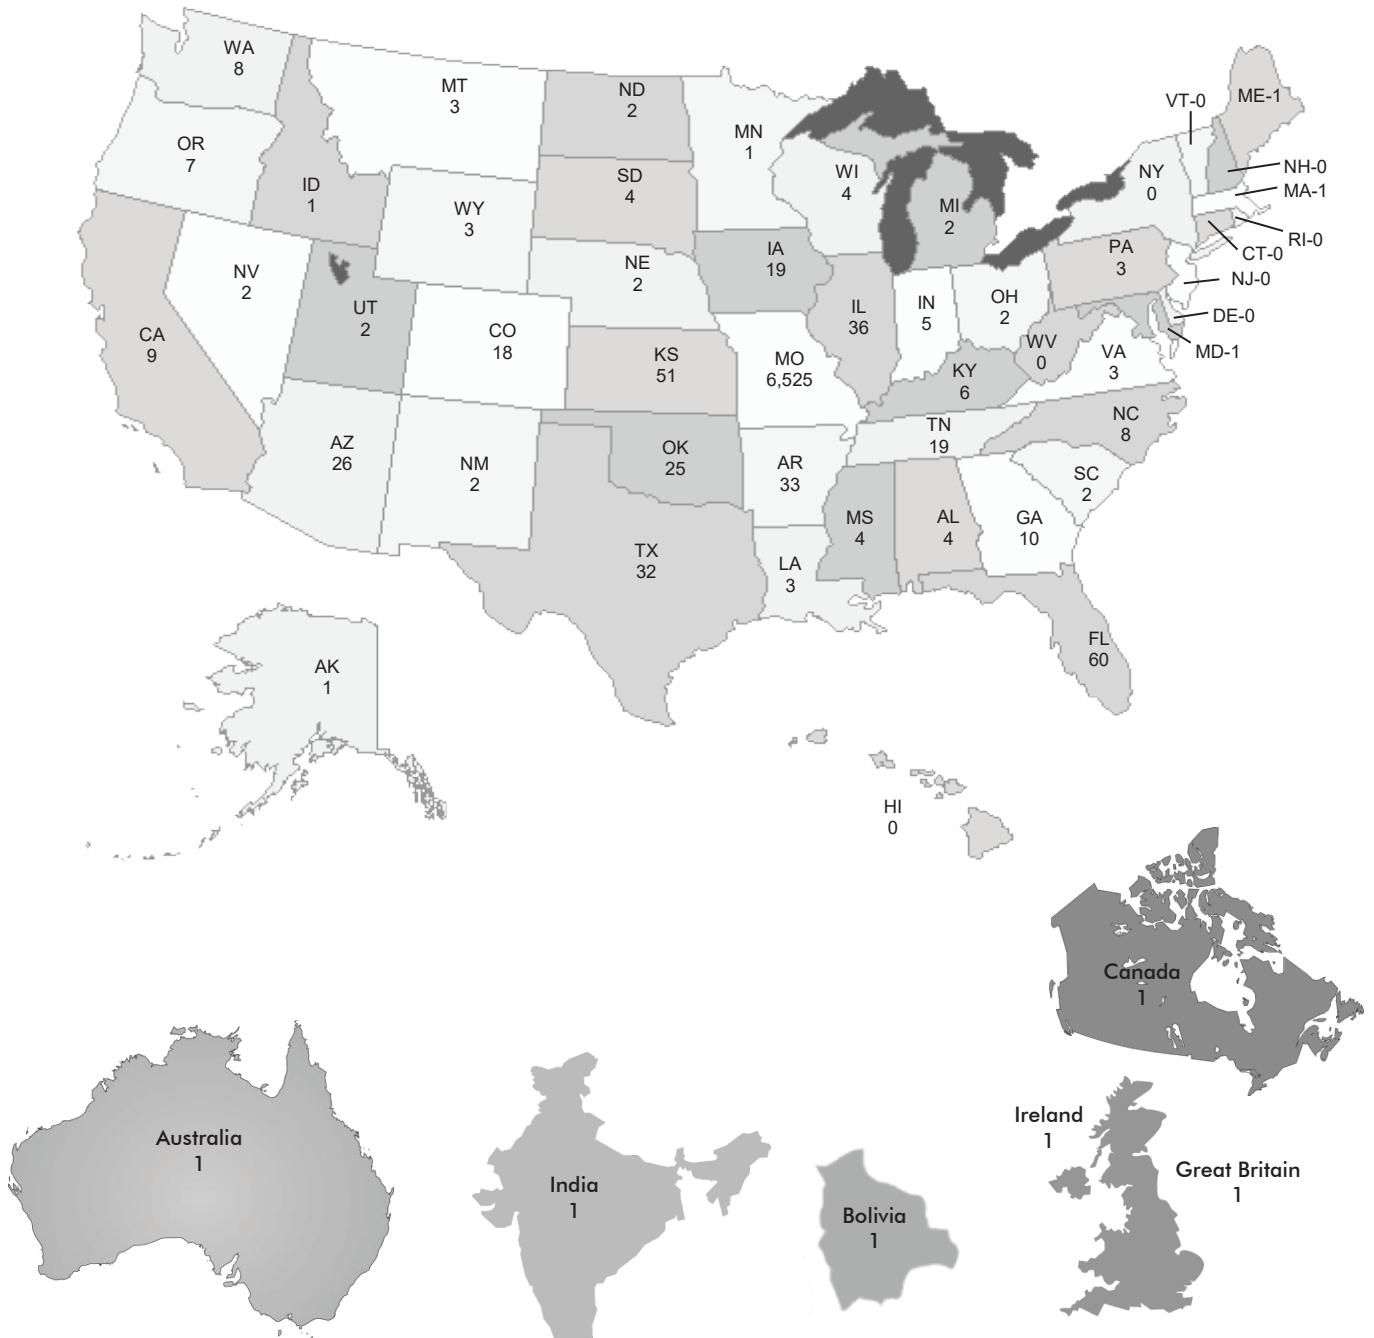 WA
8
MT
3
ND
2
MN
1
VT-0
ME-1
OR
7
ID
1
WY
3
SD
4
WI
4
MI
2
NY
0
NH-0
MA-1
RI-0
CT-0
NJ-0
DE-0
MD-1
NV
2
UT
2
CA
9
CO
18
NE
2
IA
19
IL
36
IN
5
OH
2
PA
3
WV
0
VA
3
KS
51
MO
6,525
KY
6
NC
8
TN
19
SC
2
AZ
26
NM
2
OK
25
AR
33
MS
4
AL
4
GA
10
TX
32
LA
3
FL
60
AK
1
HI
0
Canada
1
Ireland
1
Great Britain
1
Australia
1
India
1
Bolivia
1